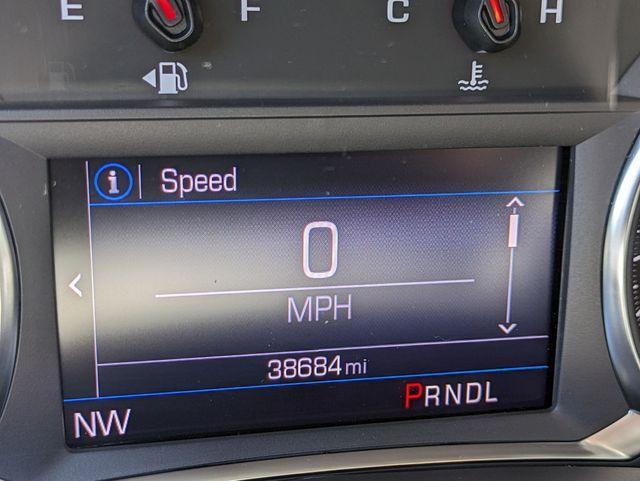 E F C H
Speed
0
MPH
38684 mi
NW PRNDL